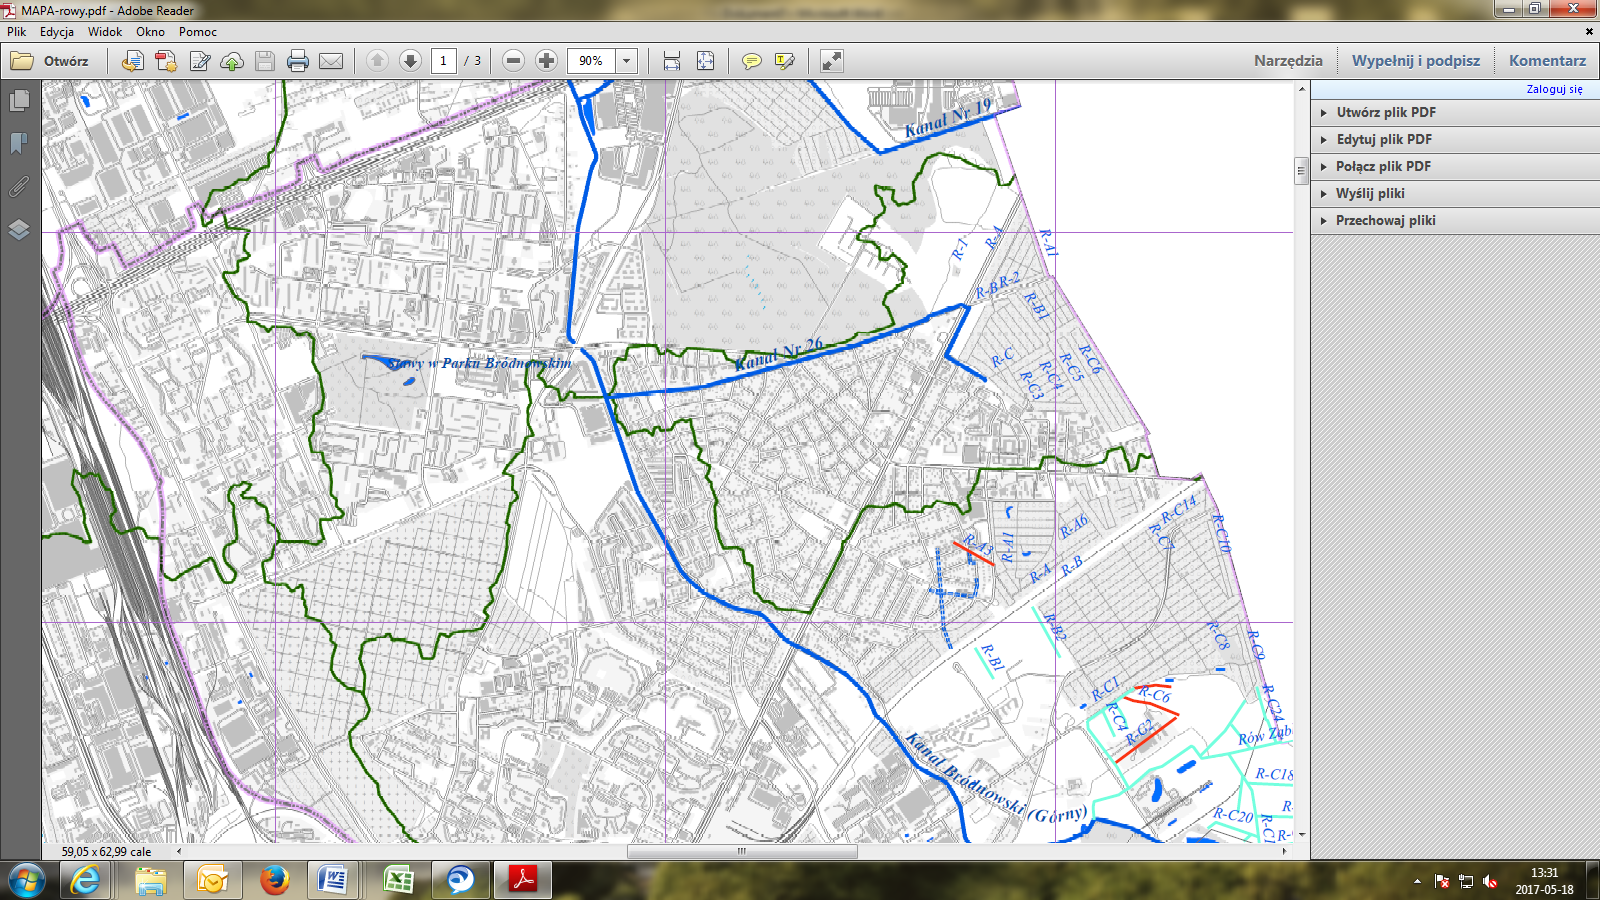 MAPA-rowy.pdf - Adobe Reader
Plik Edycja Widok Okno Pomoc
Otwórz 1 / 3 90% Narzędzia Wypełnij i podpisz Komentarz
Zaloguj się
Utwórz plik PDF
Edytuj plik PDF
Połącz plik PDF
Wyślij pliki
Przechowaj pliki
Kanał Nr 19
R-1
R-A
R-A1
R-B
R-2
R-B1
Kanał Nr 26
Stawy w Parku Bródnowskim
R-C
R-C3
R-C4
R-C5
R-C6
R-C14
R-C7
R-C10
R-A6
R-A3
R-A1
R-A
R-B
R-B2
R-B1
R-C8
R-C9
R-C1
R-C6
R-C4
R-C2
R-C24
Rów Ząb
R-C18
R-C20
R-C1
R-
R-
Kanał Bródnowski (Górny)
59,05 x 62,99 cale
13:31
2017-05-18